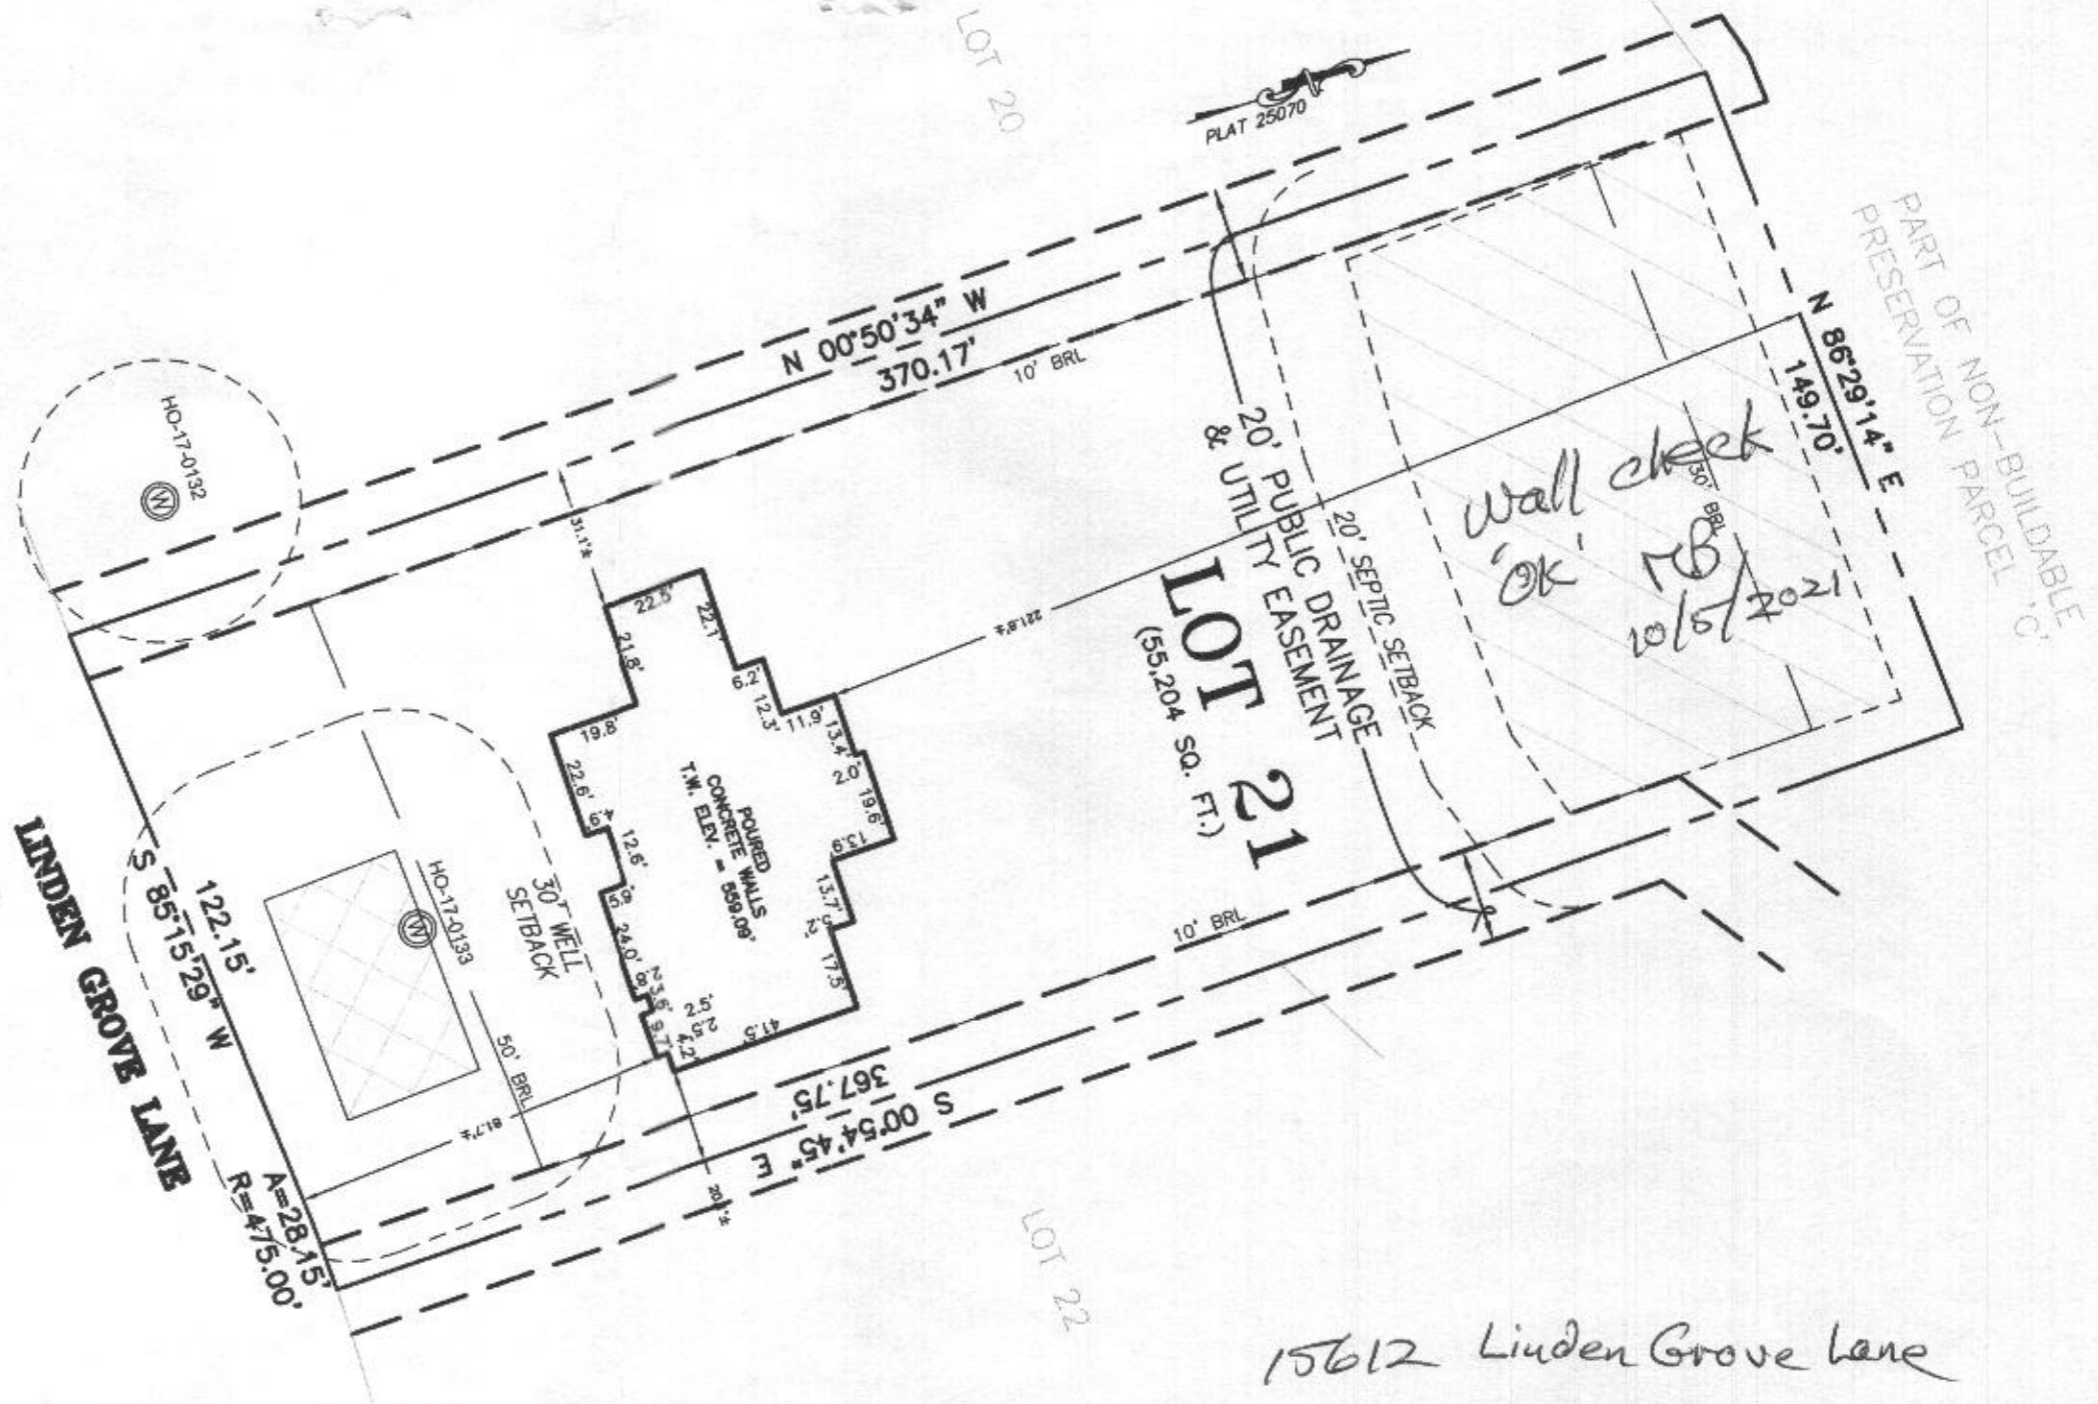 LOT 20
PLAT 25070
PART OF NON-BUILDABLE
PRESERVATION PARCEL 'C'
N 00°50'34" W
370.17'
10' BRL
N 86°29'14" E
149.70'
30' BRL
HO-17-0132
W
31.1'±
20' PUBLIC DRAINAGE
& UTILITY EASEMENT
20' SEPTIC SETBACK
wall check
'OK'
10/5/2021
LOT 21
(55,204 SQ. FT.)
221.8'±
22.5'
22.1'
21.8'
6.2'
12.3'
11.9'
13.4'
2.0'
19.6'
13.9'
13.7'
5.2'
17.5'
41.5'
19.8'
22.6'
12.6'
24.0'
3.6'
2.5'
2.5'
9.7'
4.2'
POURED
CONCRETE WALLS
T.W. ELEV. = 559.09'
30' WELL
SETBACK
HO-17-0133
W
50' BRL
81.7'±
LINDEN GROVE LANE
122.15'
S 85°15'29" W
A=28.15'
R=475.00'
10' BRL
367.75'
S 00°54'45" E
LOT 22
15612 Linden Grove Lane